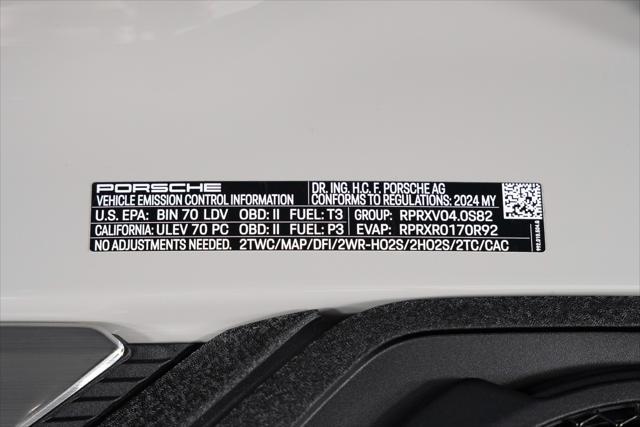 PORSCHE
VEHICLE EMISSION CONTROL INFORMATION
DR. ING. H.C. F. PORSCHE AG
CONFORMS TO REGULATIONS: 2024 MY
U.S. EPA: BIN 70 LDV OBD: II FUEL: T3 GROUP: RPRXV04.0S82
CALIFORNIA: ULEV 70 PC OBD: II FUEL: P3 EVAP: RPRXR0170R92
NO ADJUSTMENTS NEEDED. 2TWC/MAP/DFI/2WR-HO2S/2HO2S/2TC/CAC